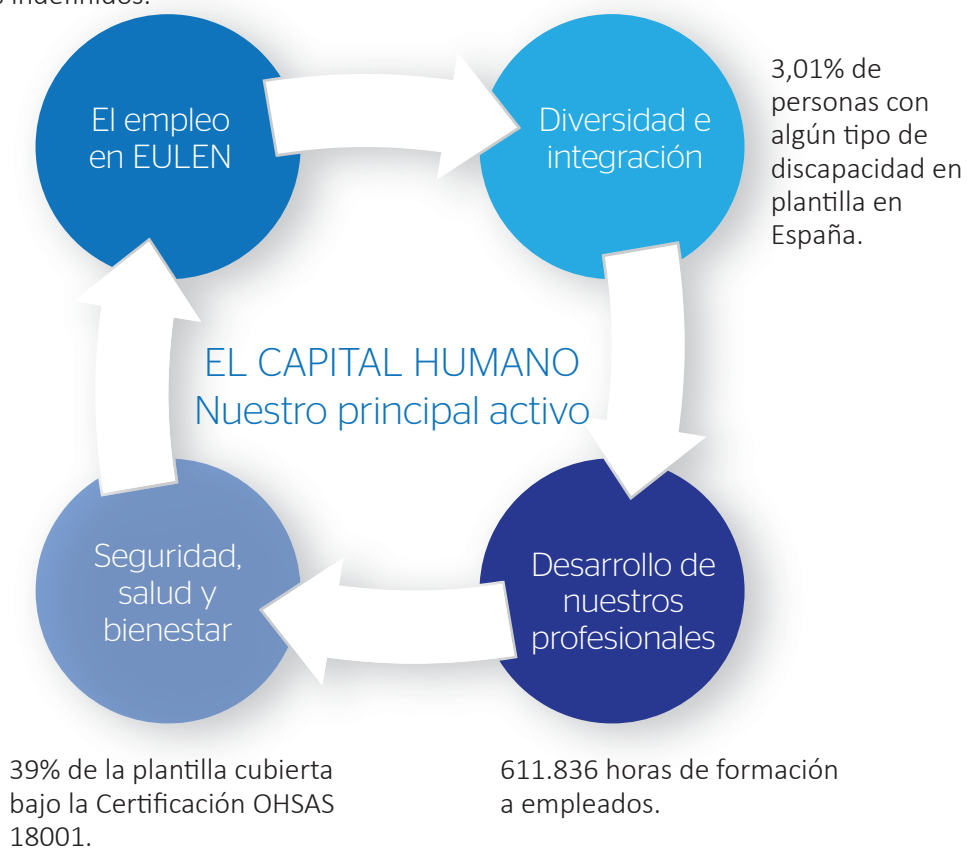 indefinidos.
El empleo
en EULEN
Diversidad e
integración
3,01% de
personas con
algún tipo de
discapacidad en
plantilla en
España.
EL CAPITAL HUMANO
Nuestro principal activo
Seguridad,
salud y
bienestar
Desarrollo de
nuestros
profesionales
39% de la plantilla cubierta
bajo la Certificación OHSAS
18001.
611.836 horas de formación
a empleados.